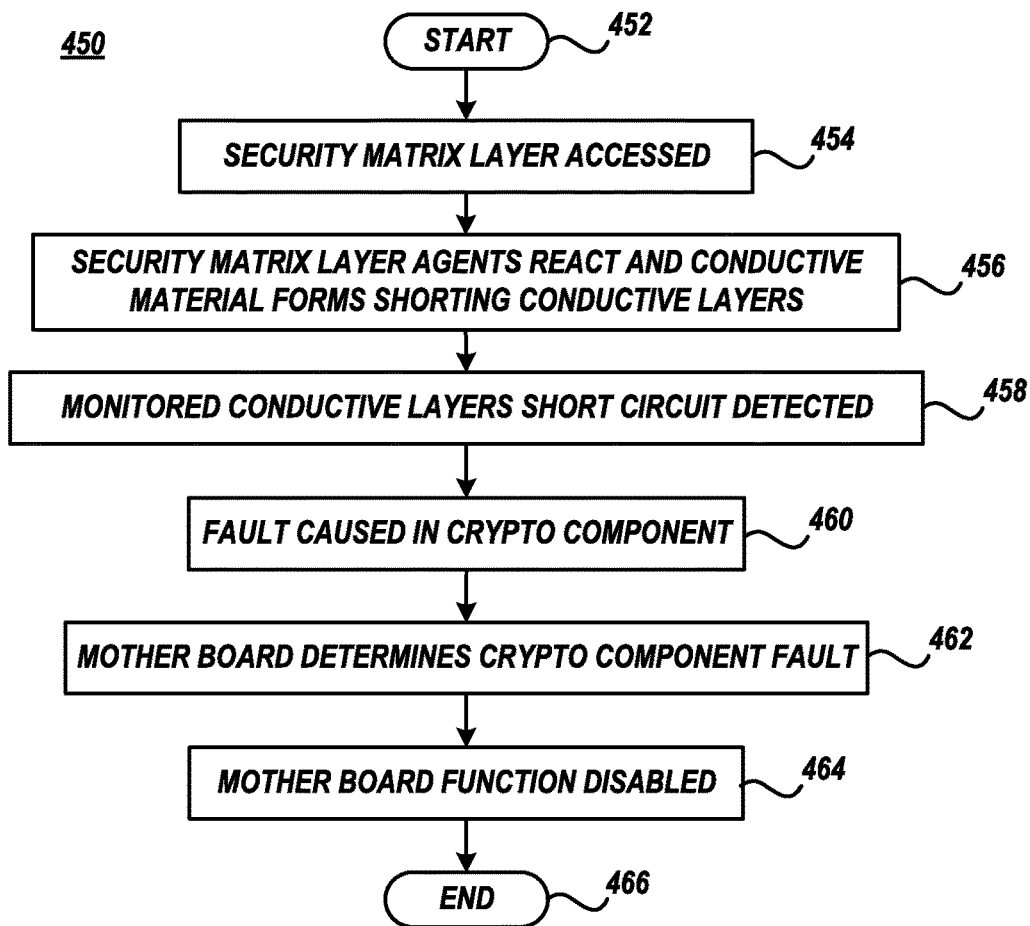 450
START
452
SECURITY MATRIX LAYER ACCESSED
454
SECURITY MATRIX LAYER AGENTS REACT AND CONDUCTIVE
MATERIAL FORMS SHORTING CONDUCTIVE LAYERS
456
MONITORED CONDUCTIVE LAYERS SHORT CIRCUIT DETECTED
458
FAULT CAUSED IN CRYPTO COMPONENT
460
MOTHER BOARD DETERMINES CRYPTO COMPONENT FAULT
462
MOTHER BOARD FUNCTION DISABLED
464
END
466